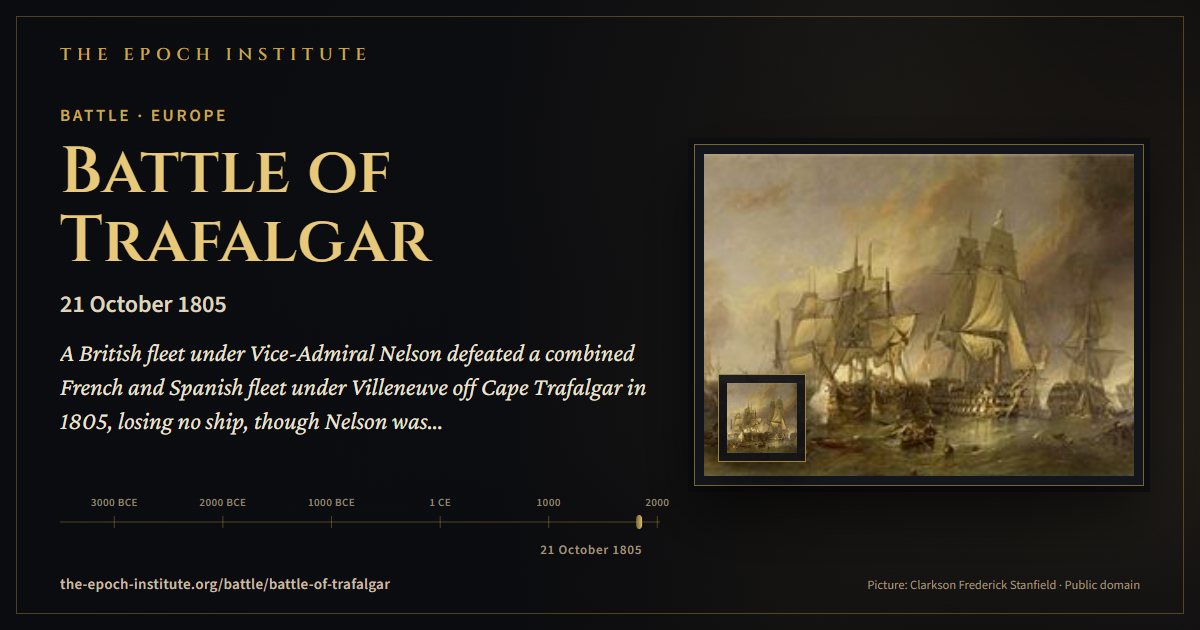 THE EPOCH INSTITUTE
BATTLE · EUROPE
BATTLE OF
TRAFALGAR
21 October 1805
A British fleet under Vice-Admiral Nelson defeated a combined
French and Spanish fleet under Villeneuve off Cape Trafalgar in
1805, losing no ship, though Nelson was...
3000 BCE 2000 BCE 1000 BCE 1 CE 1000 2000
21 October 1805
the-epoch-institute.org/battle/battle-of-trafalgar
Picture: Clarkson Frederick Stanfield · Public domain